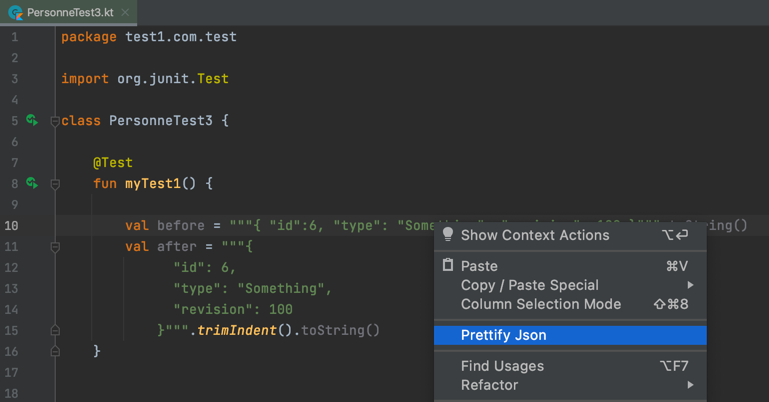 PersonneTest3.kt
1 package test1.com.test
2
3 import org.junit.Test
4
5 class PersonneTest3 {
6
7 @Test
8 fun myTest1() {
9
10 val before = """{ "id":6, "type": "Some 100 }""".toString()
11 val after = """{
12 "id": 6,
13 "type": "Something",
14 "revision": 100
15 }""".trimIndent().toString()
16 }
17
18
Show Context Actions ⌥⏎
Paste ⌘V
Copy / Paste Special
Column Selection Mode ⇧⌘8
Prettify Json
Find Usages ⌥F7
Refactor